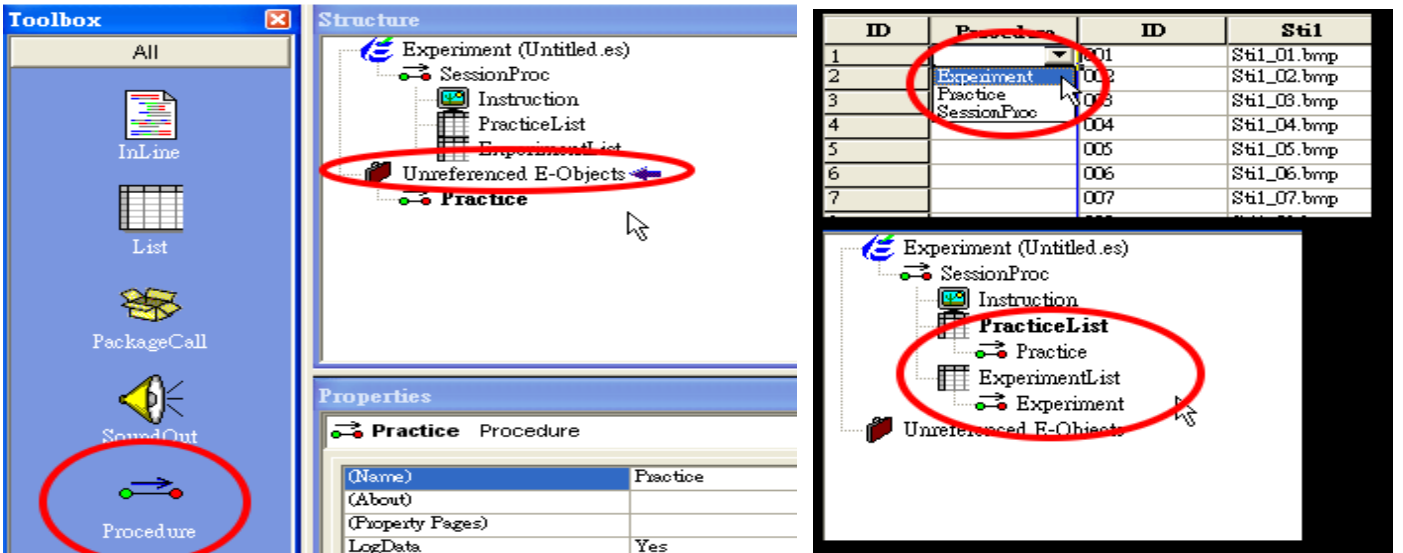 Toolbox
All
InLine
List
PackageCall
SoundOut
Procedure
Structure
Experiment (Untitled.es)
SessionProc
Instruction
PracticeList
ExperimentList
Unreferenced E-Objects
Practice
Properties
Practice Procedure
(Name) Practice
(About)
(Property Pages)
LogData Yes
ID Procedure ID Sti1
1 001 Sti1_01.bmp
2 Experiment 002 Sti1_02.bmp
3 Practice 003 Sti1_03.bmp
SessionProc
4 004 Sti1_04.bmp
5 005 Sti1_05.bmp
6 006 Sti1_06.bmp
7 007 Sti1_07.bmp
Experiment (Untitled.es)
SessionProc
Instruction
PracticeList
Practice
ExperimentList
Experiment
Unreferenced E-Objects